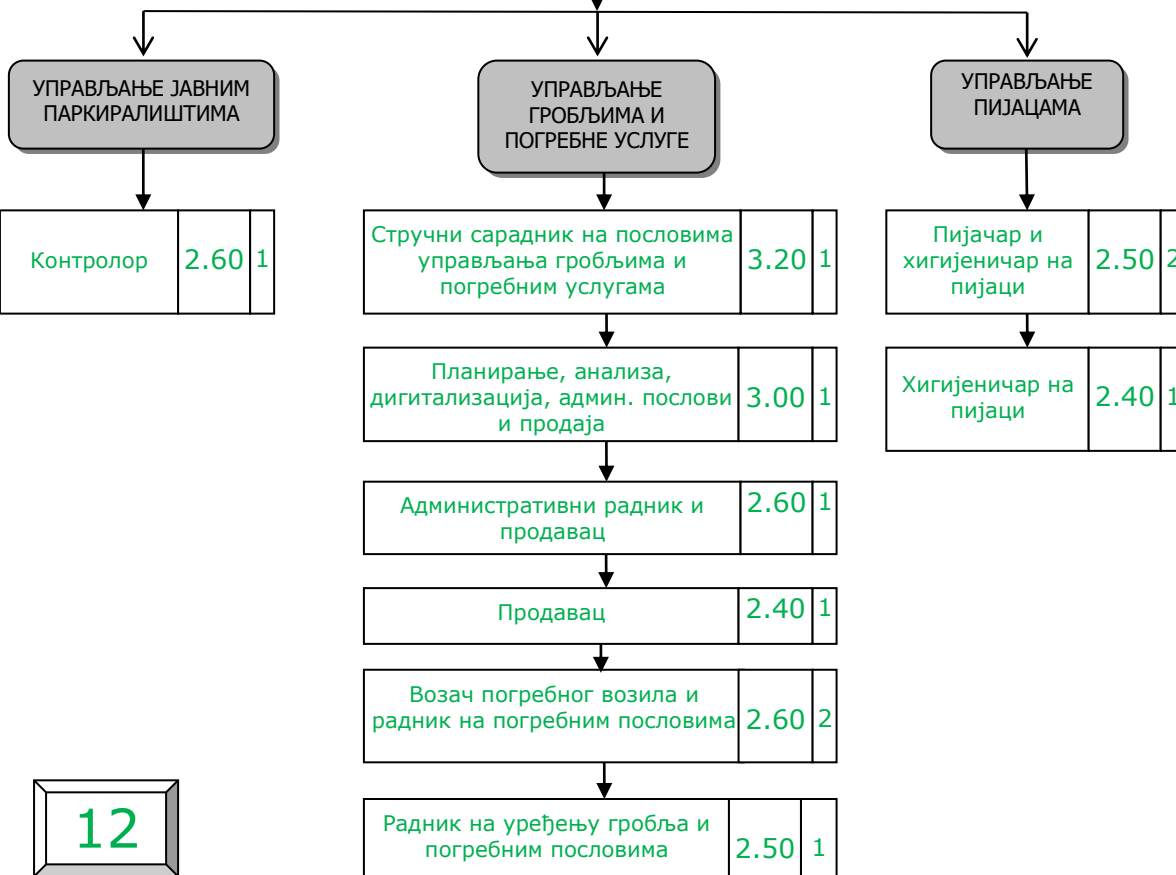 УПРАВЉАЊЕ ЈАВНИМ
ПАРКИРАЛИШТИМА
УПРАВЉАЊЕ
ГРОБЉИМА И
ПОГРЕБНЕ УСЛУГЕ
УПРАВЉАЊЕ
ПИЈАЦАМА
Контролор 2.60 1
Стручни сарадник на пословима
управљања гробљима и
погребним услугама
3.20 1
Пијачар и
хигијеничар на
пијаци
2.50 2
Планирање, анализа,
дигитализација, админ. послови
и продаја
3.00 1
Хигијеничар на
пијаци
2.40 1
Административни радник и
продавац
2.60 1
Продавац 2.40 1
Возач погребног возила и
радник на погребним пословима
2.60 2
Радник на уређењу гробља и
погребним пословима
2.50 1
12